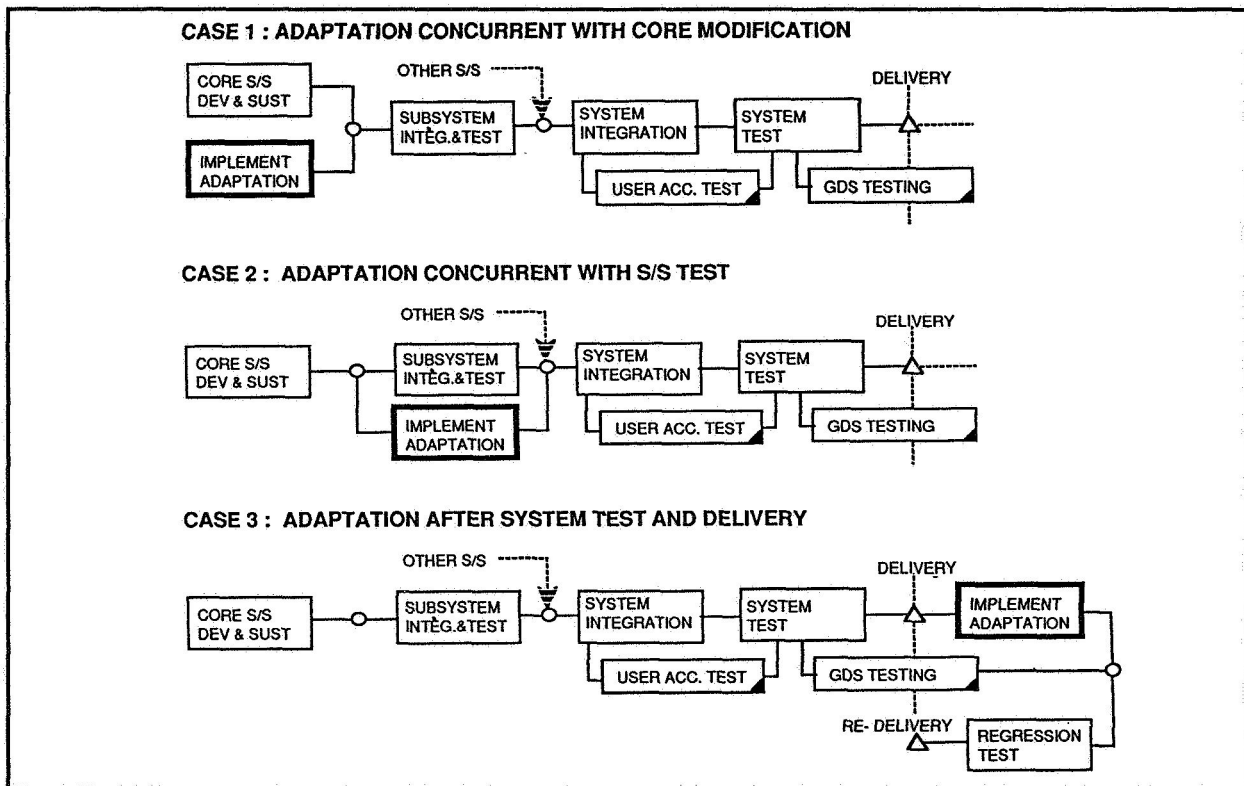 CASE 1 : ADAPTATION CONCURRENT WITH CORE MODIFICATION
OTHER S/S
DELIVERY
CORE S/S
DEV & SUST
SUBSYSTEM
INTEG.&TEST
SYSTEM
INTEGRATION
SYSTEM
TEST
IMPLEMENT
ADAPTATION
USER ACC. TEST
GDS TESTING
CASE 2 : ADAPTATION CONCURRENT WITH S/S TEST
OTHER S/S
DELIVERY
CORE S/S
DEV & SUST
SUBSYSTEM
INTEG.&TEST
SYSTEM
INTEGRATION
SYSTEM
TEST
IMPLEMENT
ADAPTATION
USER ACC. TEST
GDS TESTING
CASE 3 : ADAPTATION AFTER SYSTEM TEST AND DELIVERY
OTHER S/S
DELIVERY
CORE S/S
DEV & SUST
SUBSYSTEM
INTEG.&TEST
SYSTEM
INTEGRATION
SYSTEM
TEST
IMPLEMENT
ADAPTATION
USER ACC. TEST
GDS TESTING
RE- DELIVERY
REGRESSION
TEST